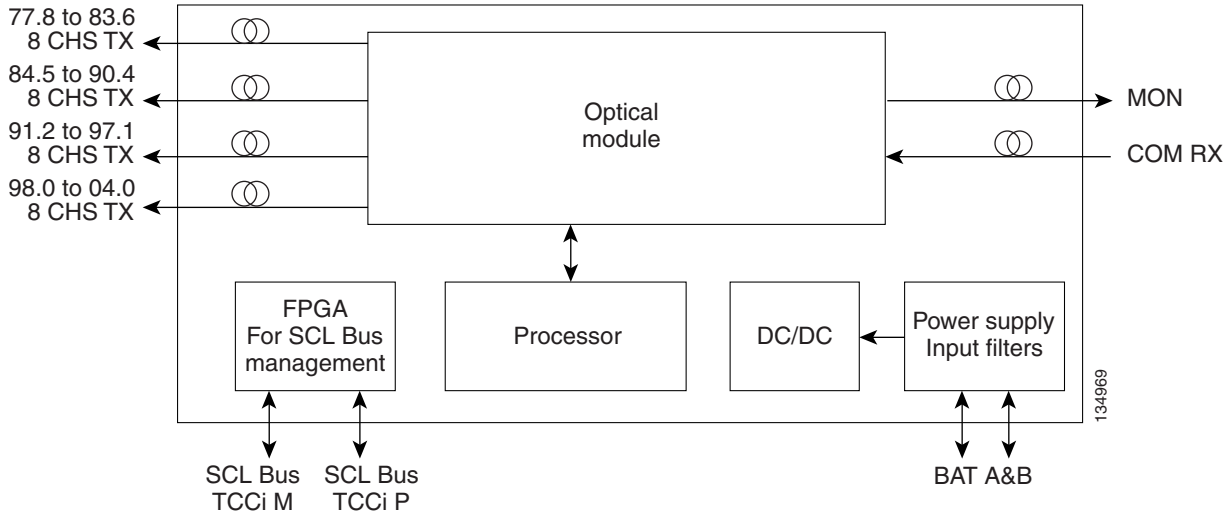 77.8 to 83.6
8 CHS TX
84.5 to 90.4
8 CHS TX
91.2 to 97.1
8 CHS TX
98.0 to 04.0
8 CHS TX
Optical
module
MON
COM RX
FPGA
For SCL Bus
management
Processor
DC/DC
Power supply
Input filters
134969
SCL Bus
TCCi M
SCL Bus
TCCi P
BAT A&B